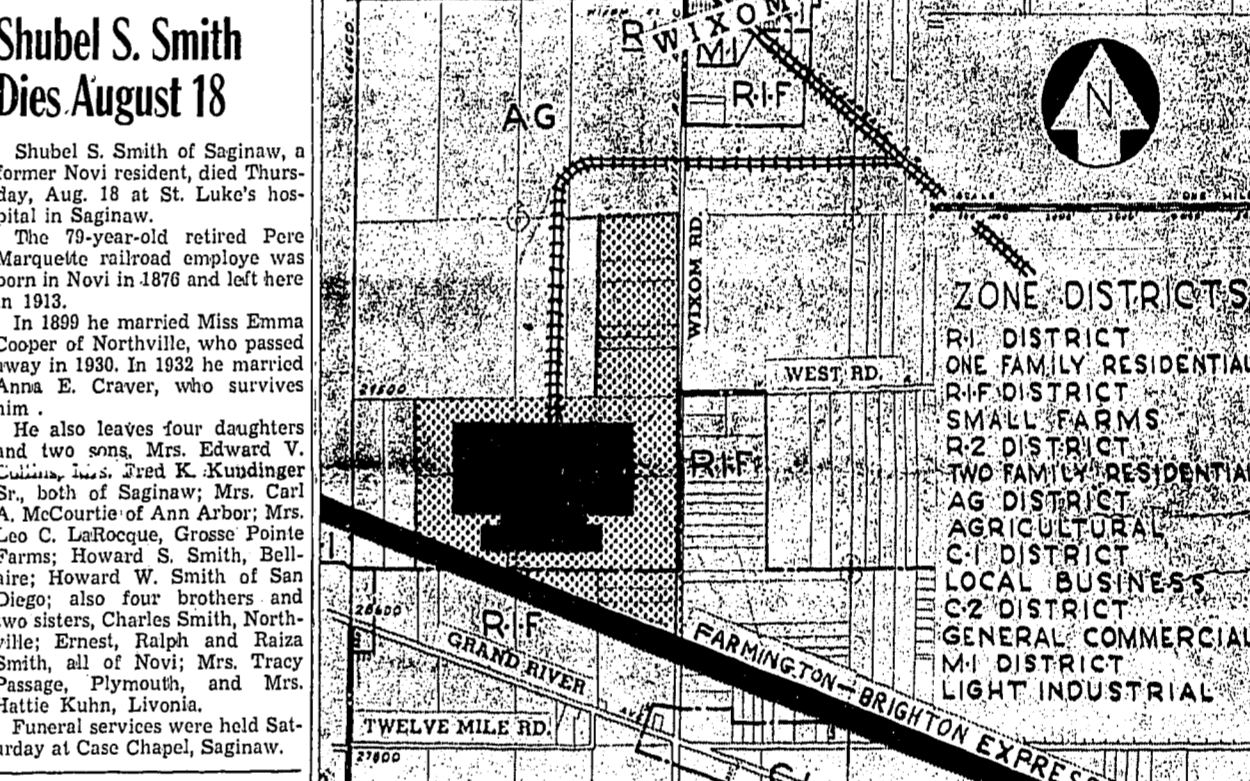 Shubel S. Smith
Dies August 18
Shubel S. Smith of Saginaw, a
former Novi resident, died Thurs-
day, Aug. 18 at St. Luke's hos-
pital in Saginaw.
The 79-year-old retired Pere
Marquette railroad employe was
born in Novi in 1876 and left here
in 1913.
In 1899 he married Miss Emma
Cooper of Northville, who passed
away in 1930. In 1932 he married
Anna E. Craver, who survives
him .
He also leaves four daughters
and two sons, Mrs. Edward V.
Fred K. Kundinger
Sr., both of Saginaw; Mrs. Carl
A. McCourtie of Ann Arbor; Mrs.
Leo C. LaRocque, Grosse Pointe
Farms; Howard S. Smith, Bell-
aire; Howard W. Smith of San
Diego; also four brothers and
two sisters, Charles Smith, North-
ville; Ernest, Ralph and Raiza
Smith, all of Novi; Mrs. Tracy
Passage, Plymouth, and Mrs.
Hattie Kuhn, Livonia.
Funeral services were held Sat-
urday at Case Chapel, Saginaw.
WIXOM
M-1
R-1-F
AG
N
SCALE ONE MILE
WIXOM RD.
WEST RD.
R-1-F
R-1-F
28600
GRAND RIVER
AVE
TWELVE MILE RD.
27800
FARMINGTON—BRIGHTON EXPRES
C-1
ZONE DISTRICTS
R-1. DISTRICT
ONE FAMILY RESIDENTIAL
R-1-F DISTRICT
SMALL FARMS
R-2 DISTRICT
TWO FAMILY RESIDENTIAL
AG DISTRICT
AGRICULTURAL
C-1 DISTRICT
LOCAL BUSINESS
C-2 DISTRICT
GENERAL COMMERCIAL
M-1 DISTRICT
LIGHT INDUSTRIAL